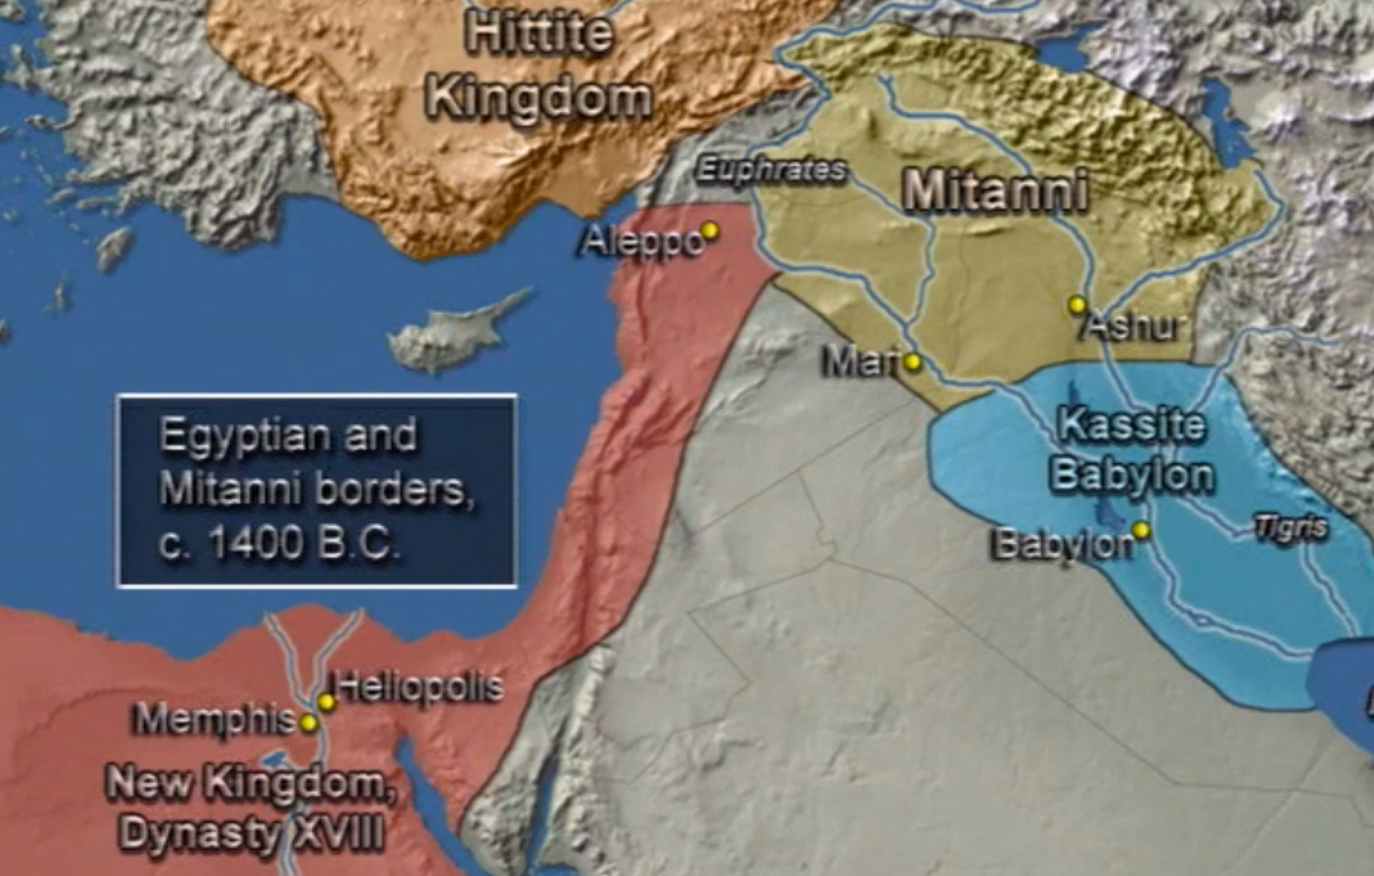 Hittite
Kingdom
Euphrates
Mitanni
Aleppo
Ashur
Mari
Egyptian and
Mitanni borders,
c. 1400 B.C.
Kassite
Babylon
Babylon
Tigris
Heliopolis
Memphis
New Kingdom,
Dynasty XVIII